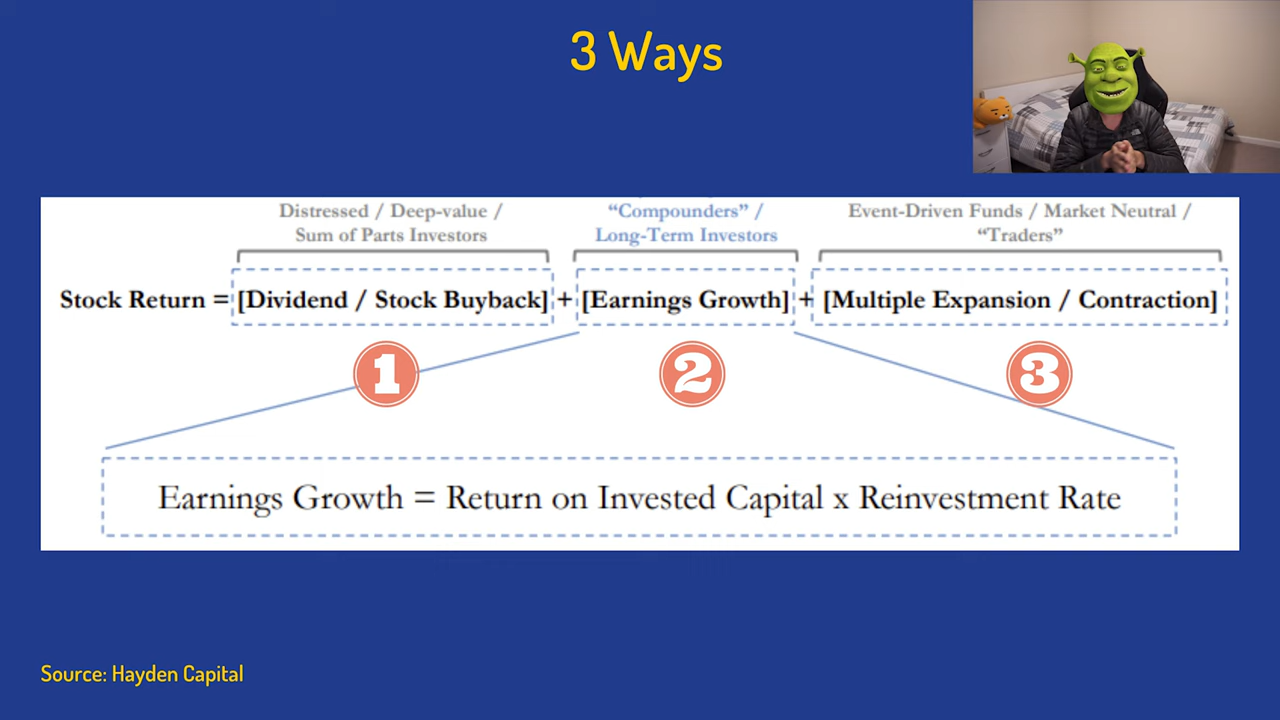 3 Ways
Distressed / Deep-value /
Sum of Parts Investors
“Compounders” /
Long-Term Investors
Event-Driven Funds / Market Neutral /
“Traders”
Stock Return = [Dividend / Stock Buyback] + [Earnings Growth] + [Multiple Expansion / Contraction]
1 2 3
Earnings Growth = Return on Invested Capital x Reinvestment Rate
Source: Hayden Capital